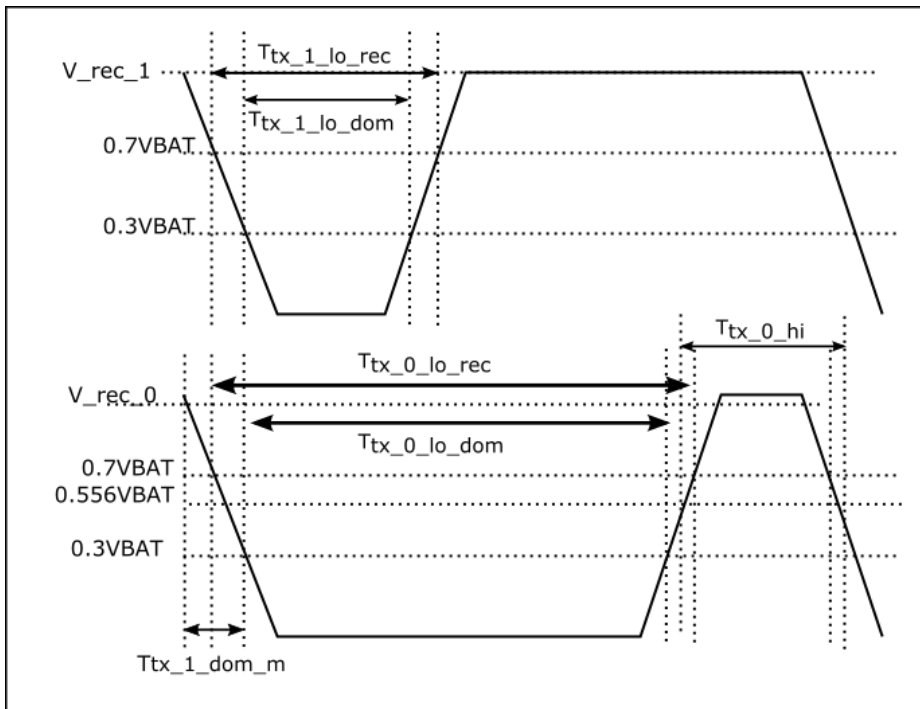 Ttx_1_lo_rec
V_rec_1
Ttx_1_lo_dom
0.7VBAT
0.3VBAT
Ttx_0_hi
Ttx_0_lo_rec
V_rec_0
Ttx_0_lo_dom
0.7VBAT
0.556VBAT
0.3VBAT
Ttx_1_dom_m